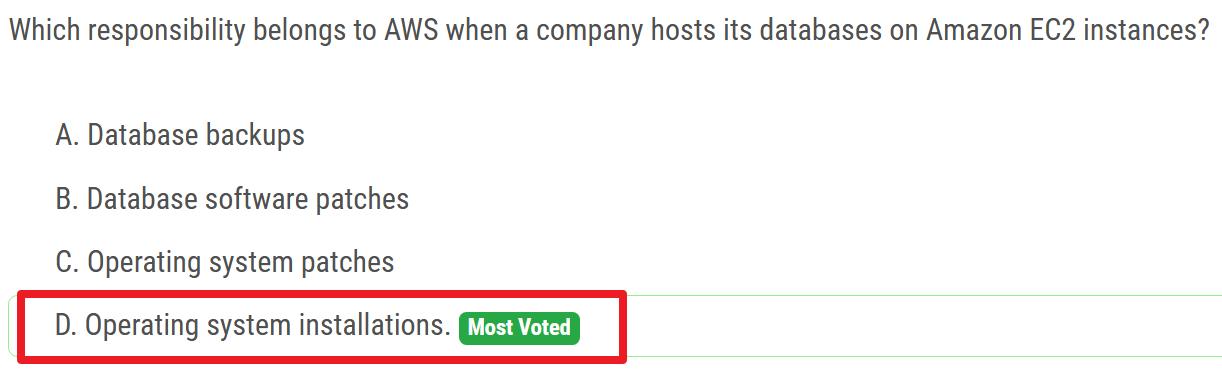 Which responsibility belongs to AWS when a company hosts its databases on Amazon EC2 instances?
A. Database backups
B. Database software patches
C. Operating system patches
D. Operating system installations. Most Voted